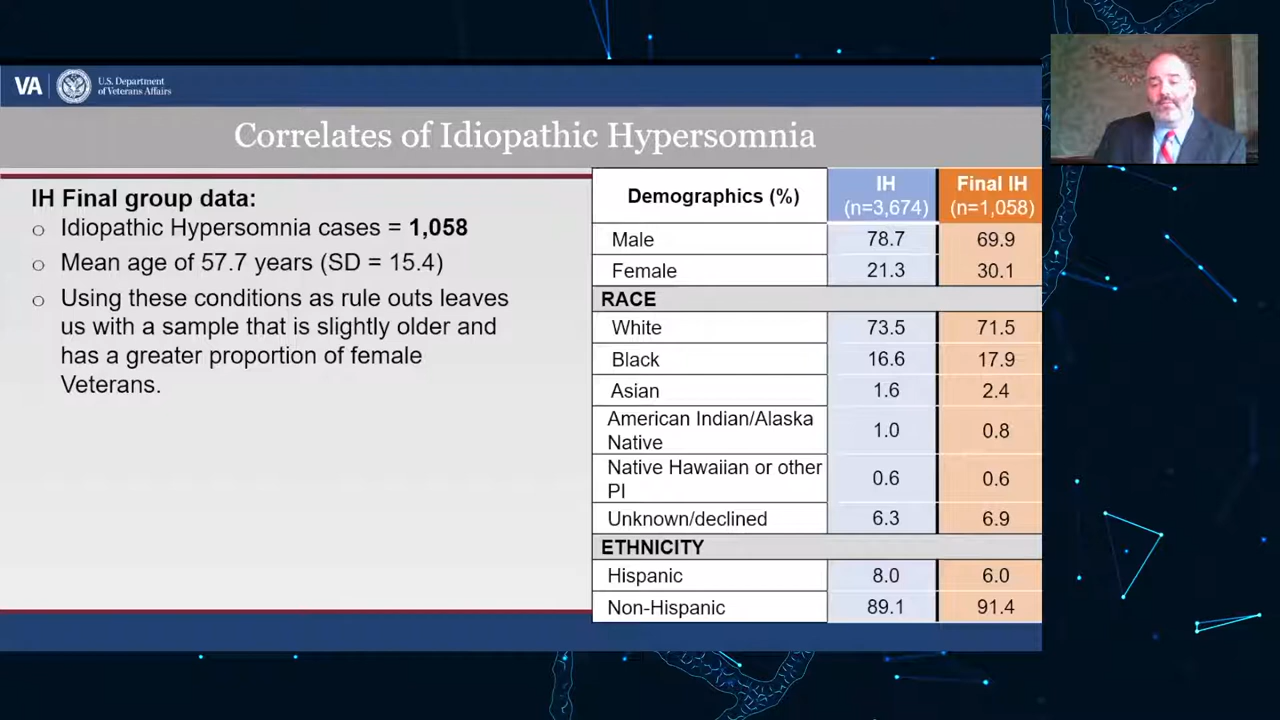 VA
U.S. Department
of Veterans Affairs
Correlates of Idiopathic Hypersomnia
IH Final group data:
o Idiopathic Hypersomnia cases = 1,058
o Mean age of 57.7 years (SD = 15.4)
o Using these conditions as rule outs leaves
us with a sample that is slightly older and
has a greater proportion of female
Veterans.
Demographics (%) IH (n=3,674) Final IH (n=1,058)
Male 78.7 69.9
Female 21.3 30.1
RACE
White 73.5 71.5
Black 16.6 17.9
Asian 1.6 2.4
American Indian/Alaska
Native 1.0 0.8
Native Hawaiian or other
PI 0.6 0.6
Unknown/declined 6.3 6.9
ETHNICITY
Hispanic 8.0 6.0
Non-Hispanic 89.1 91.4